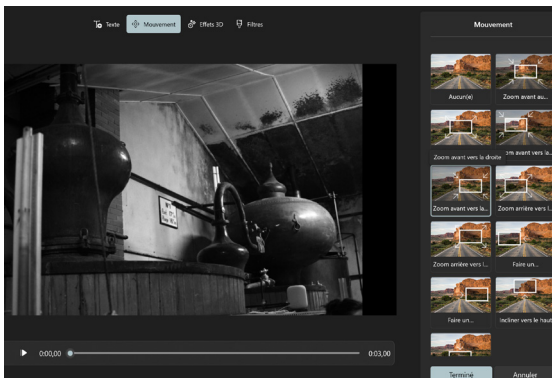 Texte Mouvement Effets 3D Filtres
Mouvement
Aucun(e) Zoom avant au...
Zoom avant vers la droite
Zoom avant vers la... Zoom arrière vers l...
Zoom arrière vers l... Faire un...
Faire un... Incliner vers le haut
0:00,00 0:03,00
Terminé Annuler